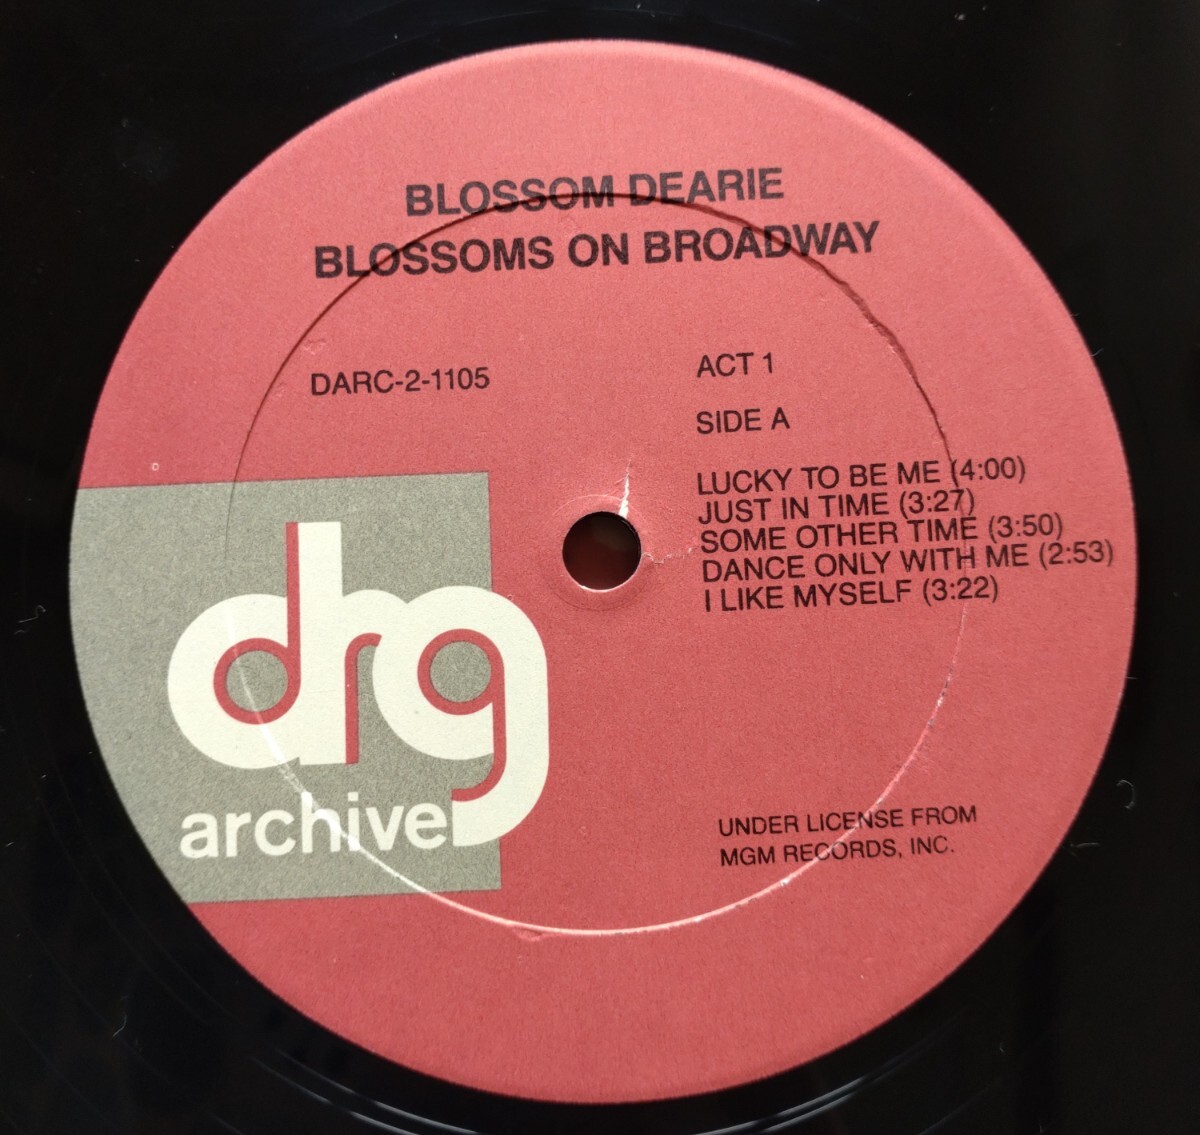 BLOSSOM DEARIE
BLOSSOMS ON BROADWAY
DARC-2-1105
ACT 1
SIDE A
LUCKY TO BE ME (4:00)
JUST IN TIME (3:27)
SOME OTHER TIME (3:50)
DANCE ONLY WITH ME (2:53)
I LIKE MYSELF (3:22)
drg
archive
UNDER LICENSE FROM
MGM RECORDS, INC.